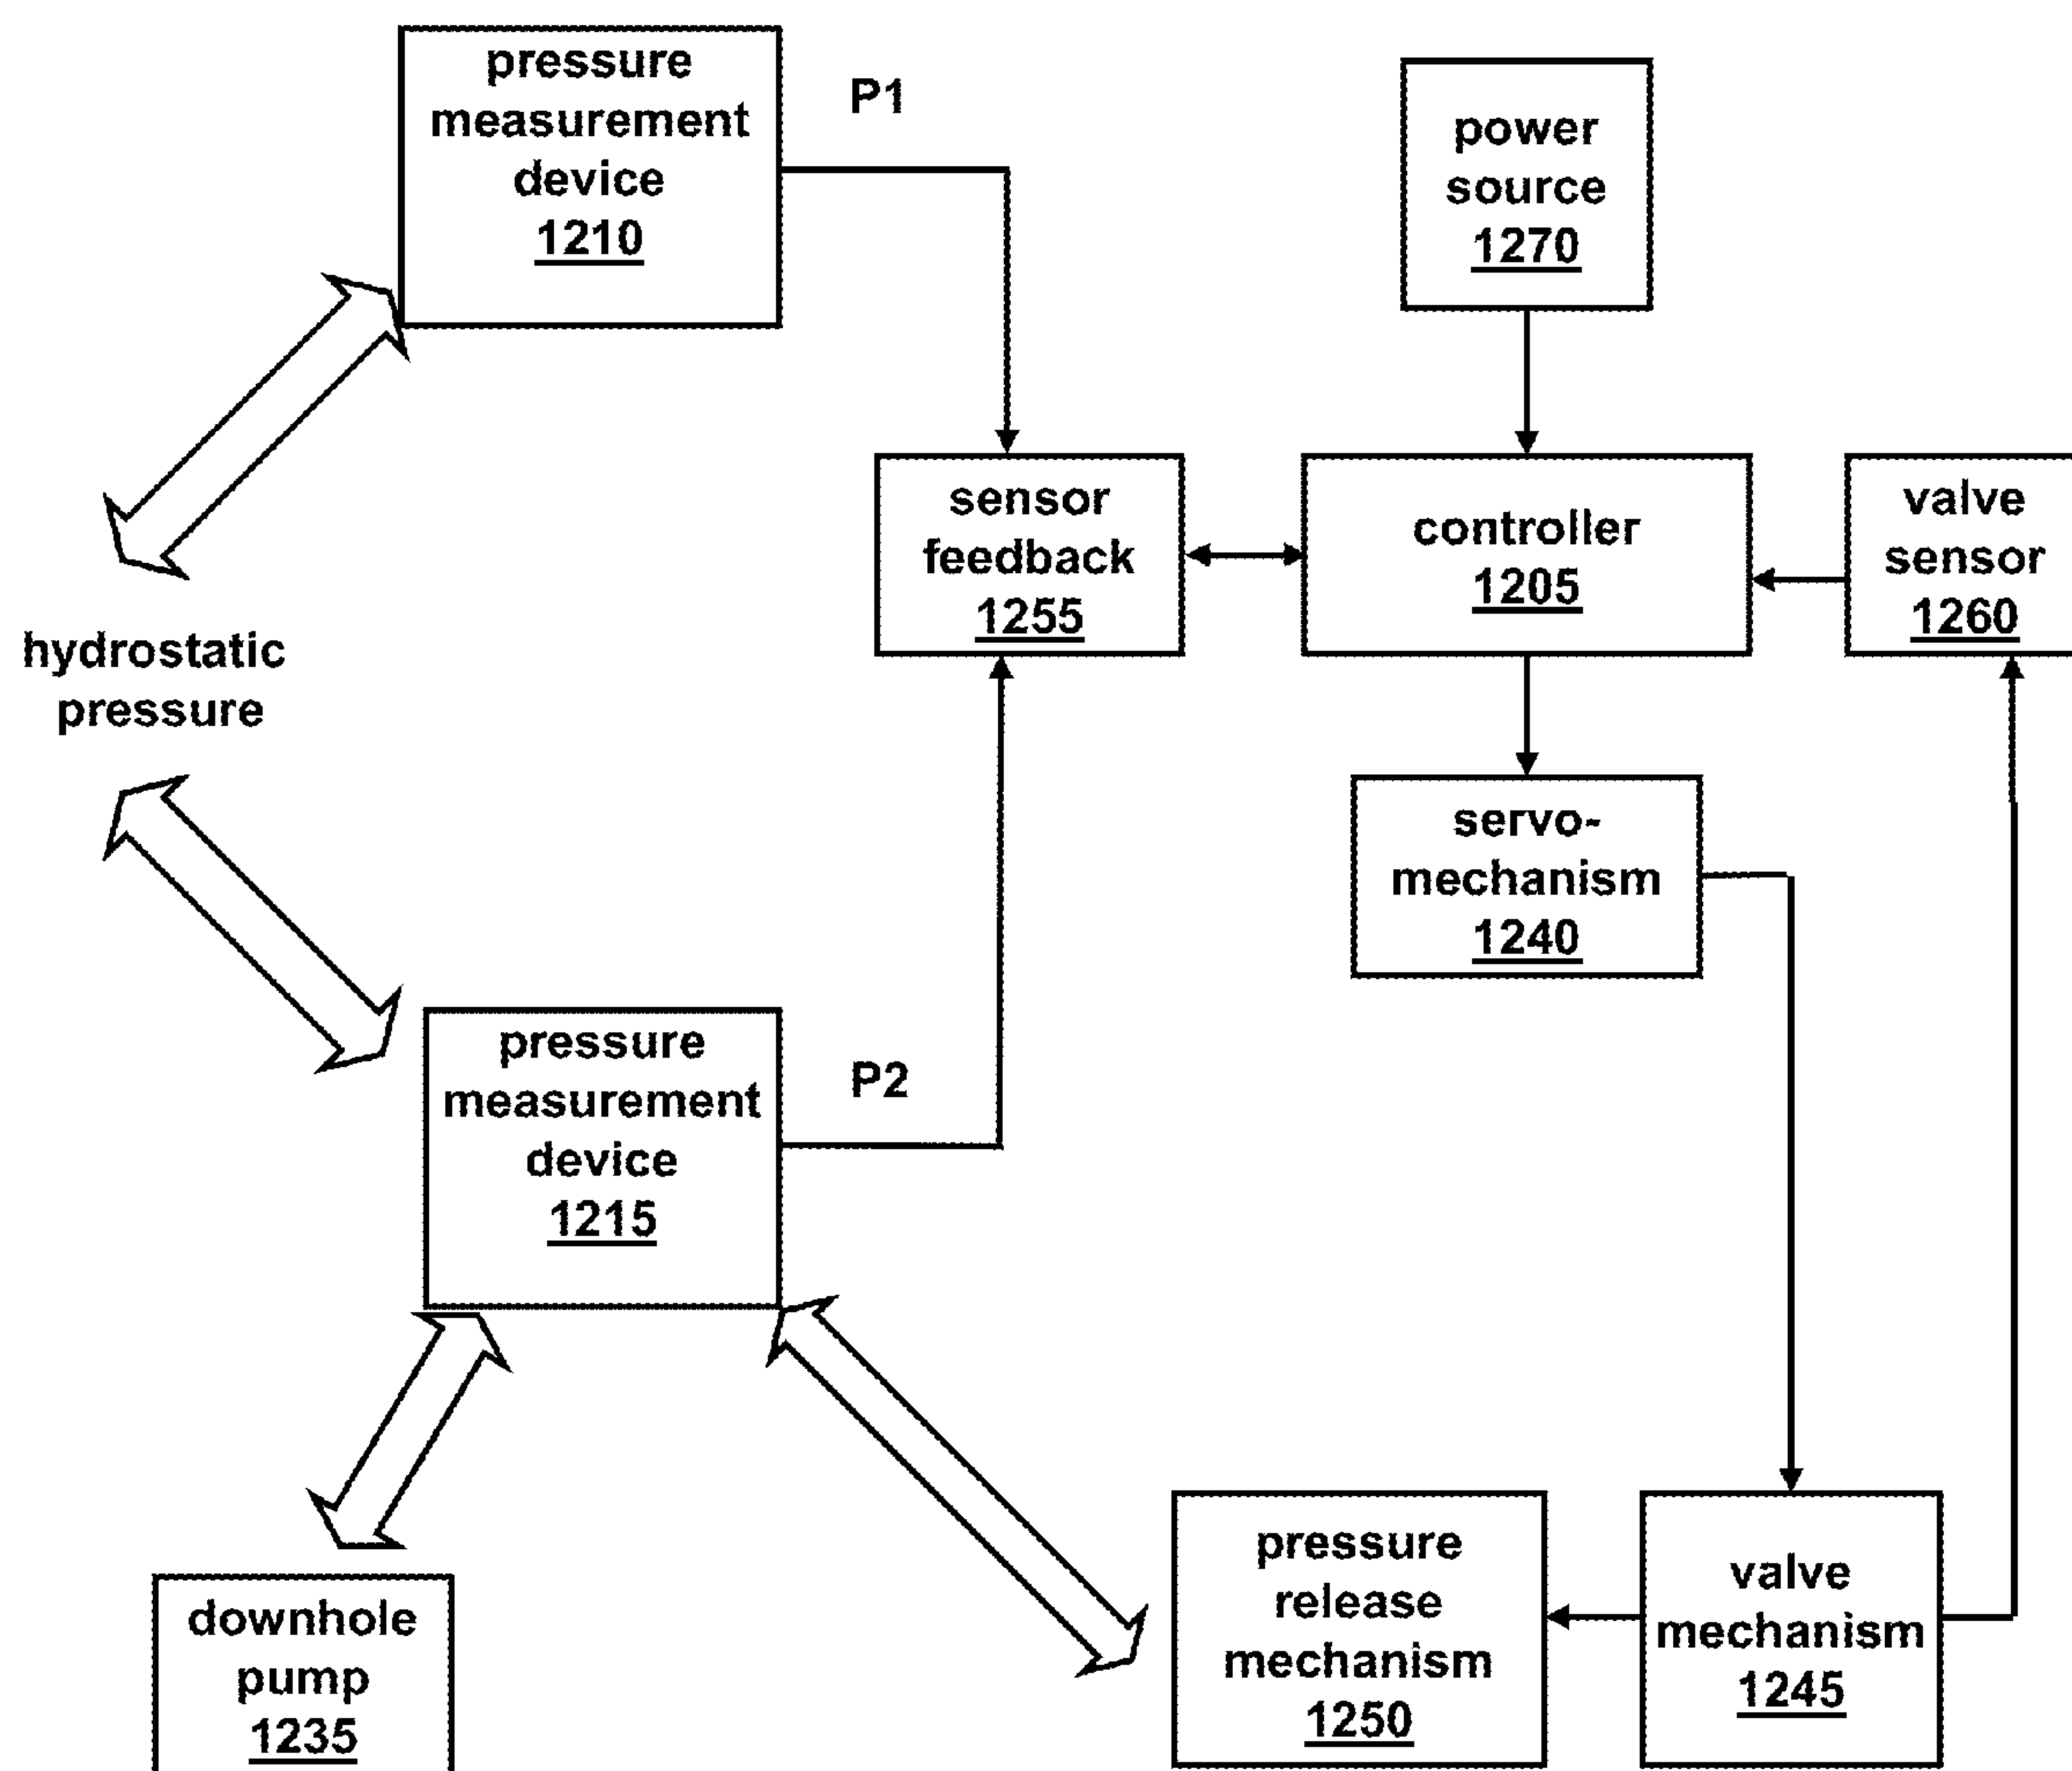 pressure
measurement
device
1210
P1
power
source
1270
sensor
feedback
1255
controller
1205
valve
sensor
1260
hydrostatic
pressure
servo-
mechanism
1240
pressure
measurement
device
1215
P2
downhole
pump
1235
pressure
release
mechanism
1250
valve
mechanism
1245